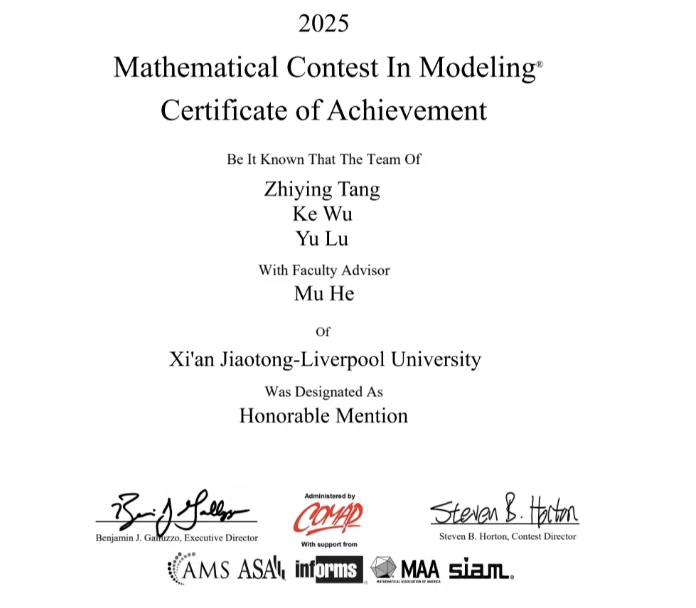 2025
Mathematical Contest In Modeling®
Certificate of Achievement
Be It Known That The Team Of
Zhiying Tang
Ke Wu
Yu Lu
With Faculty Advisor
Mu He
Of
Xi'an Jiaotong-Liverpool University
Was Designated As
Honorable Mention
Administered by
COMAP
With support from
Steven B. Horton
Benjamin J. Galluzzo, Executive Director
Steven B. Horton, Contest Director
AMS ASA informs MAA siam.
MATHEMATICAL ASSOCIATION OF AMERICA